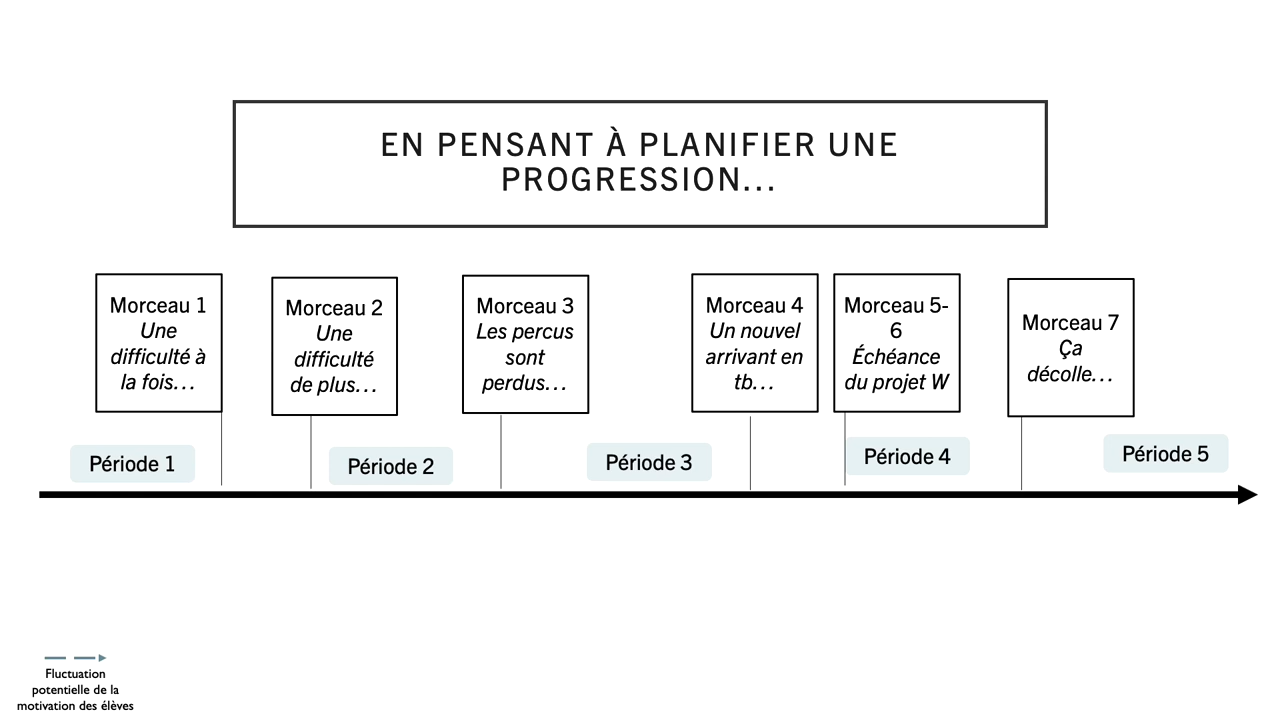 EN PENSANT À PLANIFIER UNE
PROGRESSION...
Morceau 1
Une
difficulté à
la fois...
Morceau 2
Une
difficulté
de plus...
Morceau 3
Les percus
sont
perdus...
Morceau 4
Un nouvel
arrivant en
tb...
Morceau 5-
6
Échéance
du projet W
Morceau 7
Ça
décolle...
Période 1
Période 2
Période 3
Période 4
Période 5
Fluctuation
potentielle de la
motivation des élèves